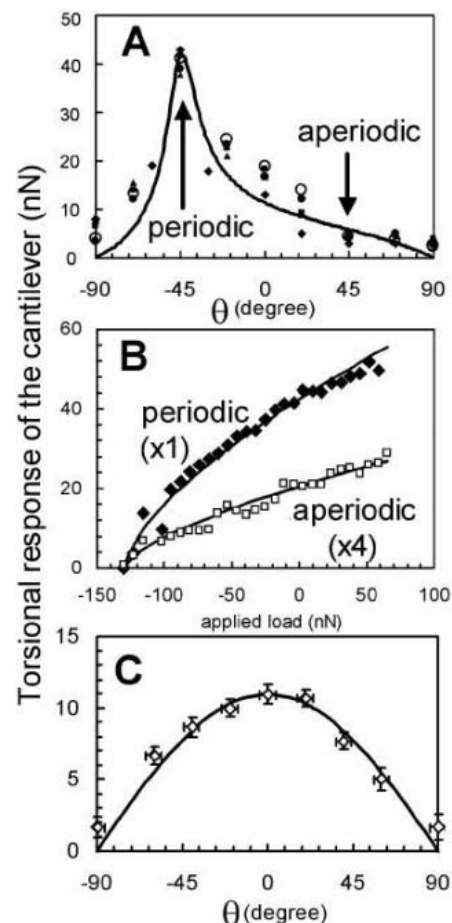 Torsional response of the cantilever (nN)
A
50
40
30
20
10
0
periodic
aperiodic
-90 -45 0 45 90
θ (degree)
B
60
40
20
0
periodic
(x1)
aperiodic
(x4)
-150 -100 -50 0 50 100
applied load (nN)
C
15
10
5
0
-90 -45 0 45 90
θ (degree)